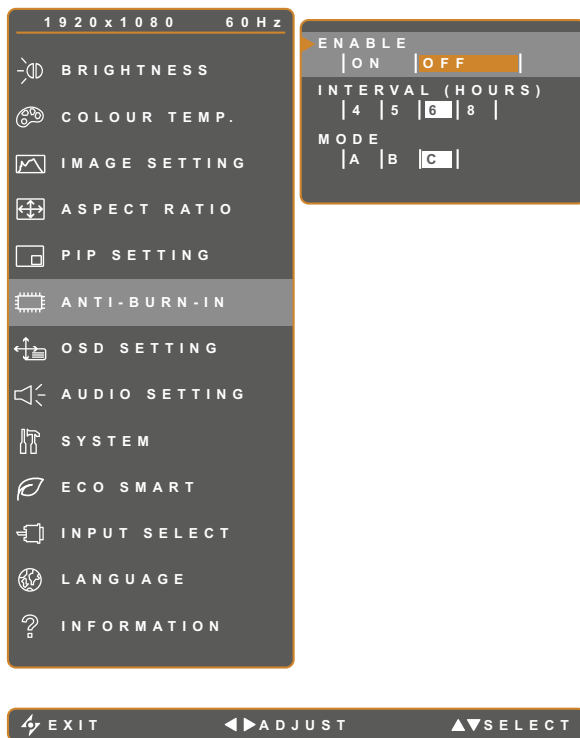 1920x1080 60Hz
BRIGHTNESS
COLOUR TEMP.
IMAGE SETTING
ASPECT RATIO
PIP SETTING
ANTI-BURN-IN
OSD SETTING
AUDIO SETTING
SYSTEM
ECO SMART
INPUT SELECT
LANGUAGE
INFORMATION
ENABLE
ON OFF
INTERVAL (HOURS)
4 5 6 8
MODE
A B C
EXIT ADJUST SELECT